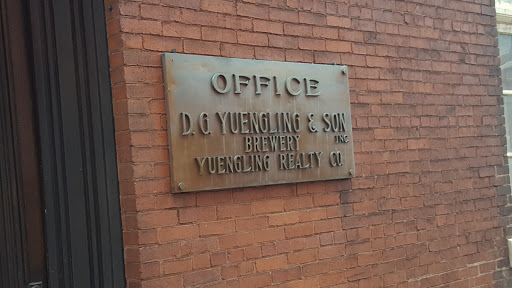 OFFICE
D. G. YUENGLING & SON
BREWERY INC
YUENGLING REALTY CO.